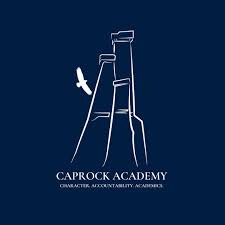 CAPROCK ACADEMY
CHARACTER. ACCOUNTABILITY. ACADEMICS.